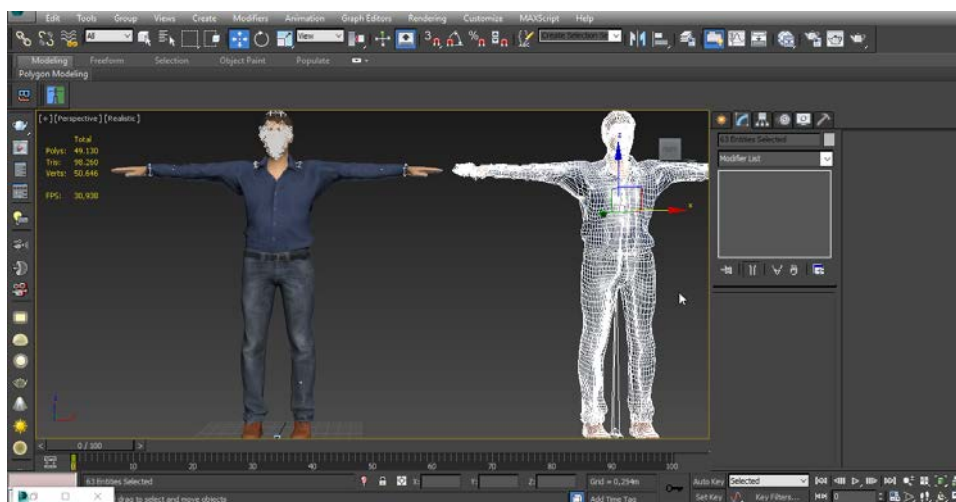 Edit Tools Group Views Create Modifiers Animation Graph Editors Rendering Customize MAXScript Help
All View Create Selection Se
Modeling Freeform Selection Object Paint Populate
Polygon Modeling
[+][Perspective][Realistic]
Total
Polys: 49.130
Tris: 98.260
Verts: 50.646
FPS: 30,938
z
x
63 Entities Selected
Modifier List
0 / 100
0 10 20 30 40 50 60 70 80 90 100
63 Entities Selected X: Y: Z: Grid = 0,254m Auto Key Selected
drag to select and move objects Add Time Tag Set Key Key Filters... 0